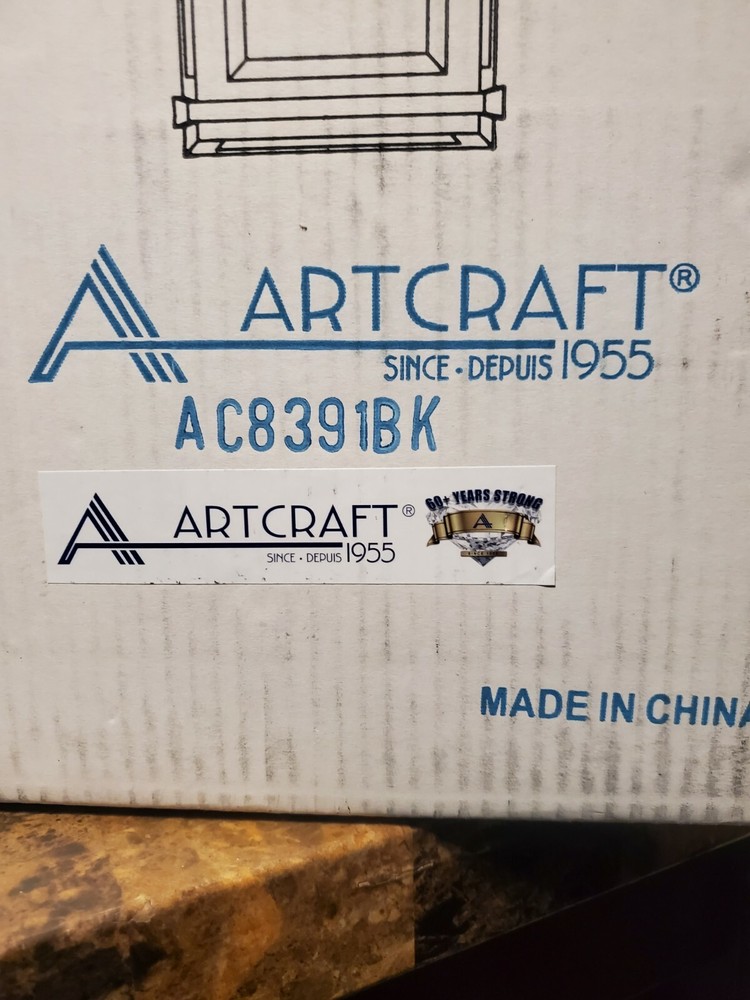 ARTCRAFT®
SINCE • DEPUIS 1955
AC8391BK
ARTCRAFT®
SINCE • DEPUIS 1955
60+ YEARS STRONG
MADE IN CHINA